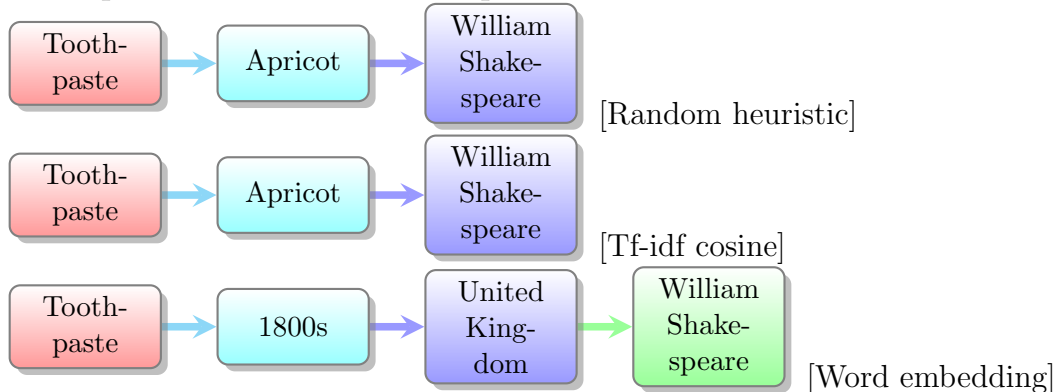 Tooth-
paste
Apricot
William
Shake-
speare
[Random heuristic]
Tooth-
paste
Apricot
William
Shake-
speare
[Tf-idf cosine]
Tooth-
paste
1800s
United
King-
dom
William
Shake-
speare
[Word embedding]